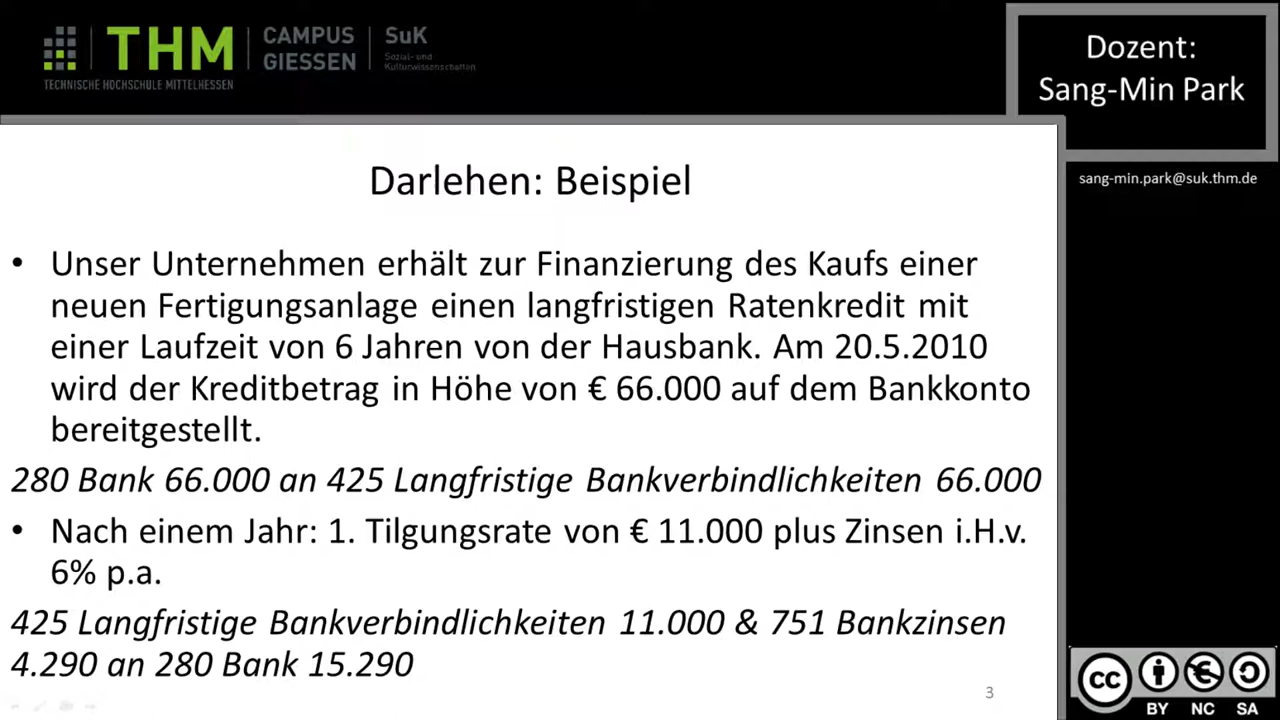 THM
TECHNISCHE HOCHSCHULE MITTELHESSEN
CAMPUS
GIESSEN
SuK
Sozial- und
Kulturwissenschaften
Dozent:
Sang-Min Park
sang-min.park@suk.thm.de
Darlehen: Beispiel
• Unser Unternehmen erhält zur Finanzierung des Kaufs einer
neuen Fertigungsanlage einen langfristigen Ratenkredit mit
einer Laufzeit von 6 Jahren von der Hausbank. Am 20.5.2010
wird der Kreditbetrag in Höhe von € 66.000 auf dem Bankkonto
bereitgestellt.
280 Bank 66.000 an 425 Langfristige Bankverbindlichkeiten 66.000
• Nach einem Jahr: 1. Tilgungsrate von € 11.000 plus Zinsen i.H.v.
6% p.a.
425 Langfristige Bankverbindlichkeiten 11.000 & 751 Bankzinsen
4.290 an 280 Bank 15.290
3
cc
BY NC SA